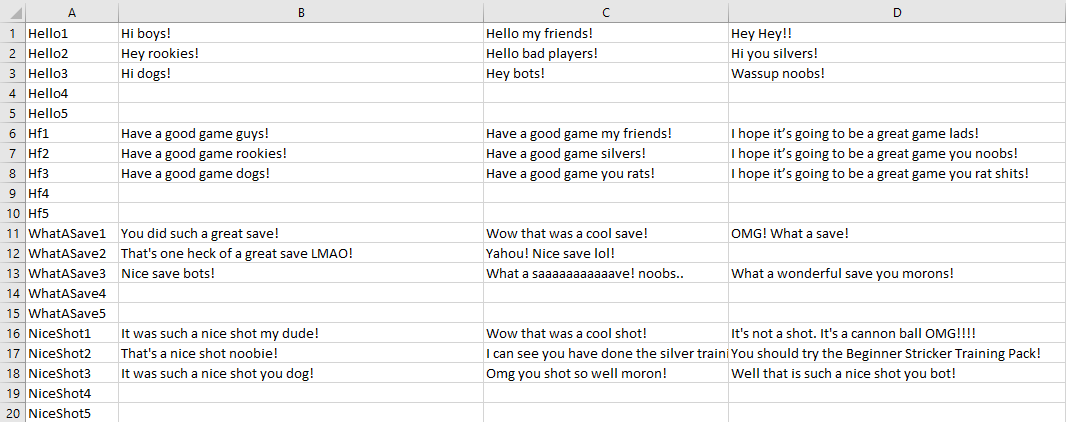 A B C D
1 Hello1 Hi boys! Hello my friends! Hey Hey!!
2 Hello2 Hey rookies! Hello bad players! Hi you silvers!
3 Hello3 Hi dogs! Hey bots! Wassup noobs!
4 Hello4
5 Hello5
6 Hf1 Have a good game guys! Have a good game my friends! I hope it’s going to be a great game lads!
7 Hf2 Have a good game rookies! Have a good game silvers! I hope it’s going to be a great game you noobs!
8 Hf3 Have a good game dogs! Have a good game you rats! I hope it’s going to be a great game you rat shits!
9 Hf4
10 Hf5
11 WhatASave1 You did such a great save! Wow that was a cool save! OMG! What a save!
12 WhatASave2 That's one heck of a great save LMAO! Yahou! Nice save lol!
13 WhatASave3 Nice save bots! What a saaaaaaaaaaave! noobs.. What a wonderful save you morons!
14 WhatASave4
15 WhatASave5
16 NiceShot1 It was such a nice shot my dude! Wow that was a cool shot! It's not a shot. It's a cannon ball OMG!!!!
17 NiceShot2 That's a nice shot noobie! I can see you have done the silver traini You should try the Beginner Stricker Training Pack!
18 NiceShot3 It was such a nice shot you dog! Omg you shot so well moron! Well that is such a nice shot you bot!
19 NiceShot4
20 NiceShot5